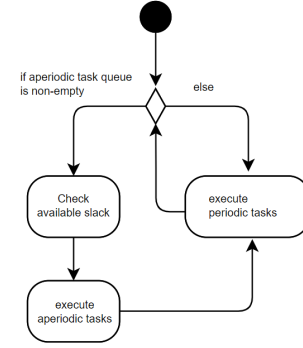 if aperiodic task queue
is non-empty
else
Check
available slack
execute
periodic tasks
execute
aperiodic tasks